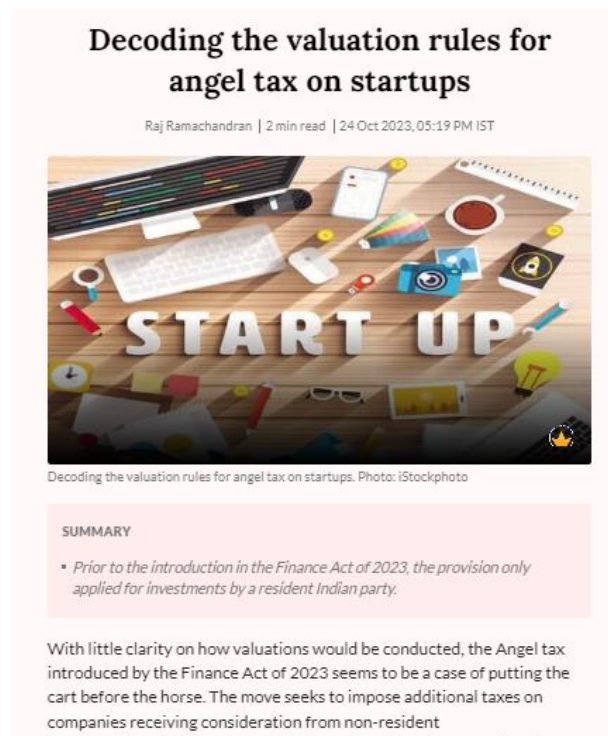 Decoding the valuation rules for
angel tax on startups
Raj Ramachandran | 2 min read | 24 Oct 2023, 05:19 PM IST
START UP
Decoding the valuation rules for angel tax on startups. Photo: iStockphoto
SUMMARY
▪ Prior to the introduction in the Finance Act of 2023, the provision only
applied for investments by a resident Indian party.
With little clarity on how valuations would be conducted, the Angel tax
introduced by the Finance Act of 2023 seems to be a case of putting the
cart before the horse. The move seeks to impose additional taxes on
companies receiving consideration from non-resident